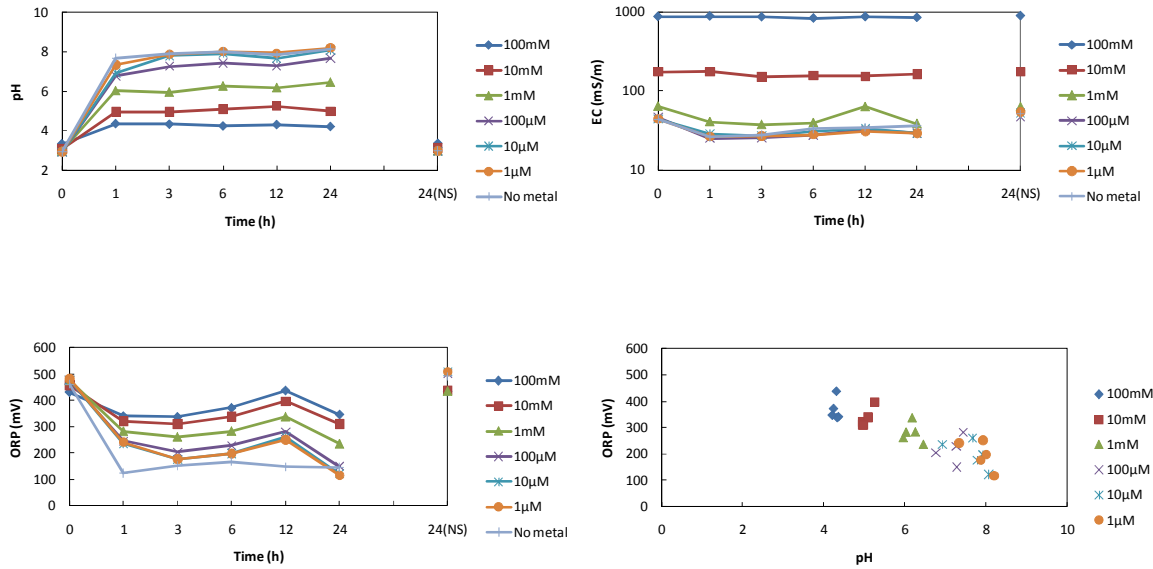 pH
10
8
6
4
2
0 1 3 6 12 24 24(NS)
Time (h)
100mM
10mM
1mM
100μM
10μM
1μM
No metal
EC (mS/m)
1000
100
10
0 1 3 6 12 24 24(NS)
Time (h)
100mM
10mM
1mM
100μM
10μM
1μM
No metal
ORP (mV)
600
500
400
300
200
100
0
0 1 3 6 12 24 24(NS)
Time (h)
100mM
10mM
1mM
100μM
10μM
1μM
No metal
ORP (mV)
600
500
400
300
200
100
0
0 2 4 6 8 10
pH
100mM
10mM
1mM
100μM
10μM
1μM